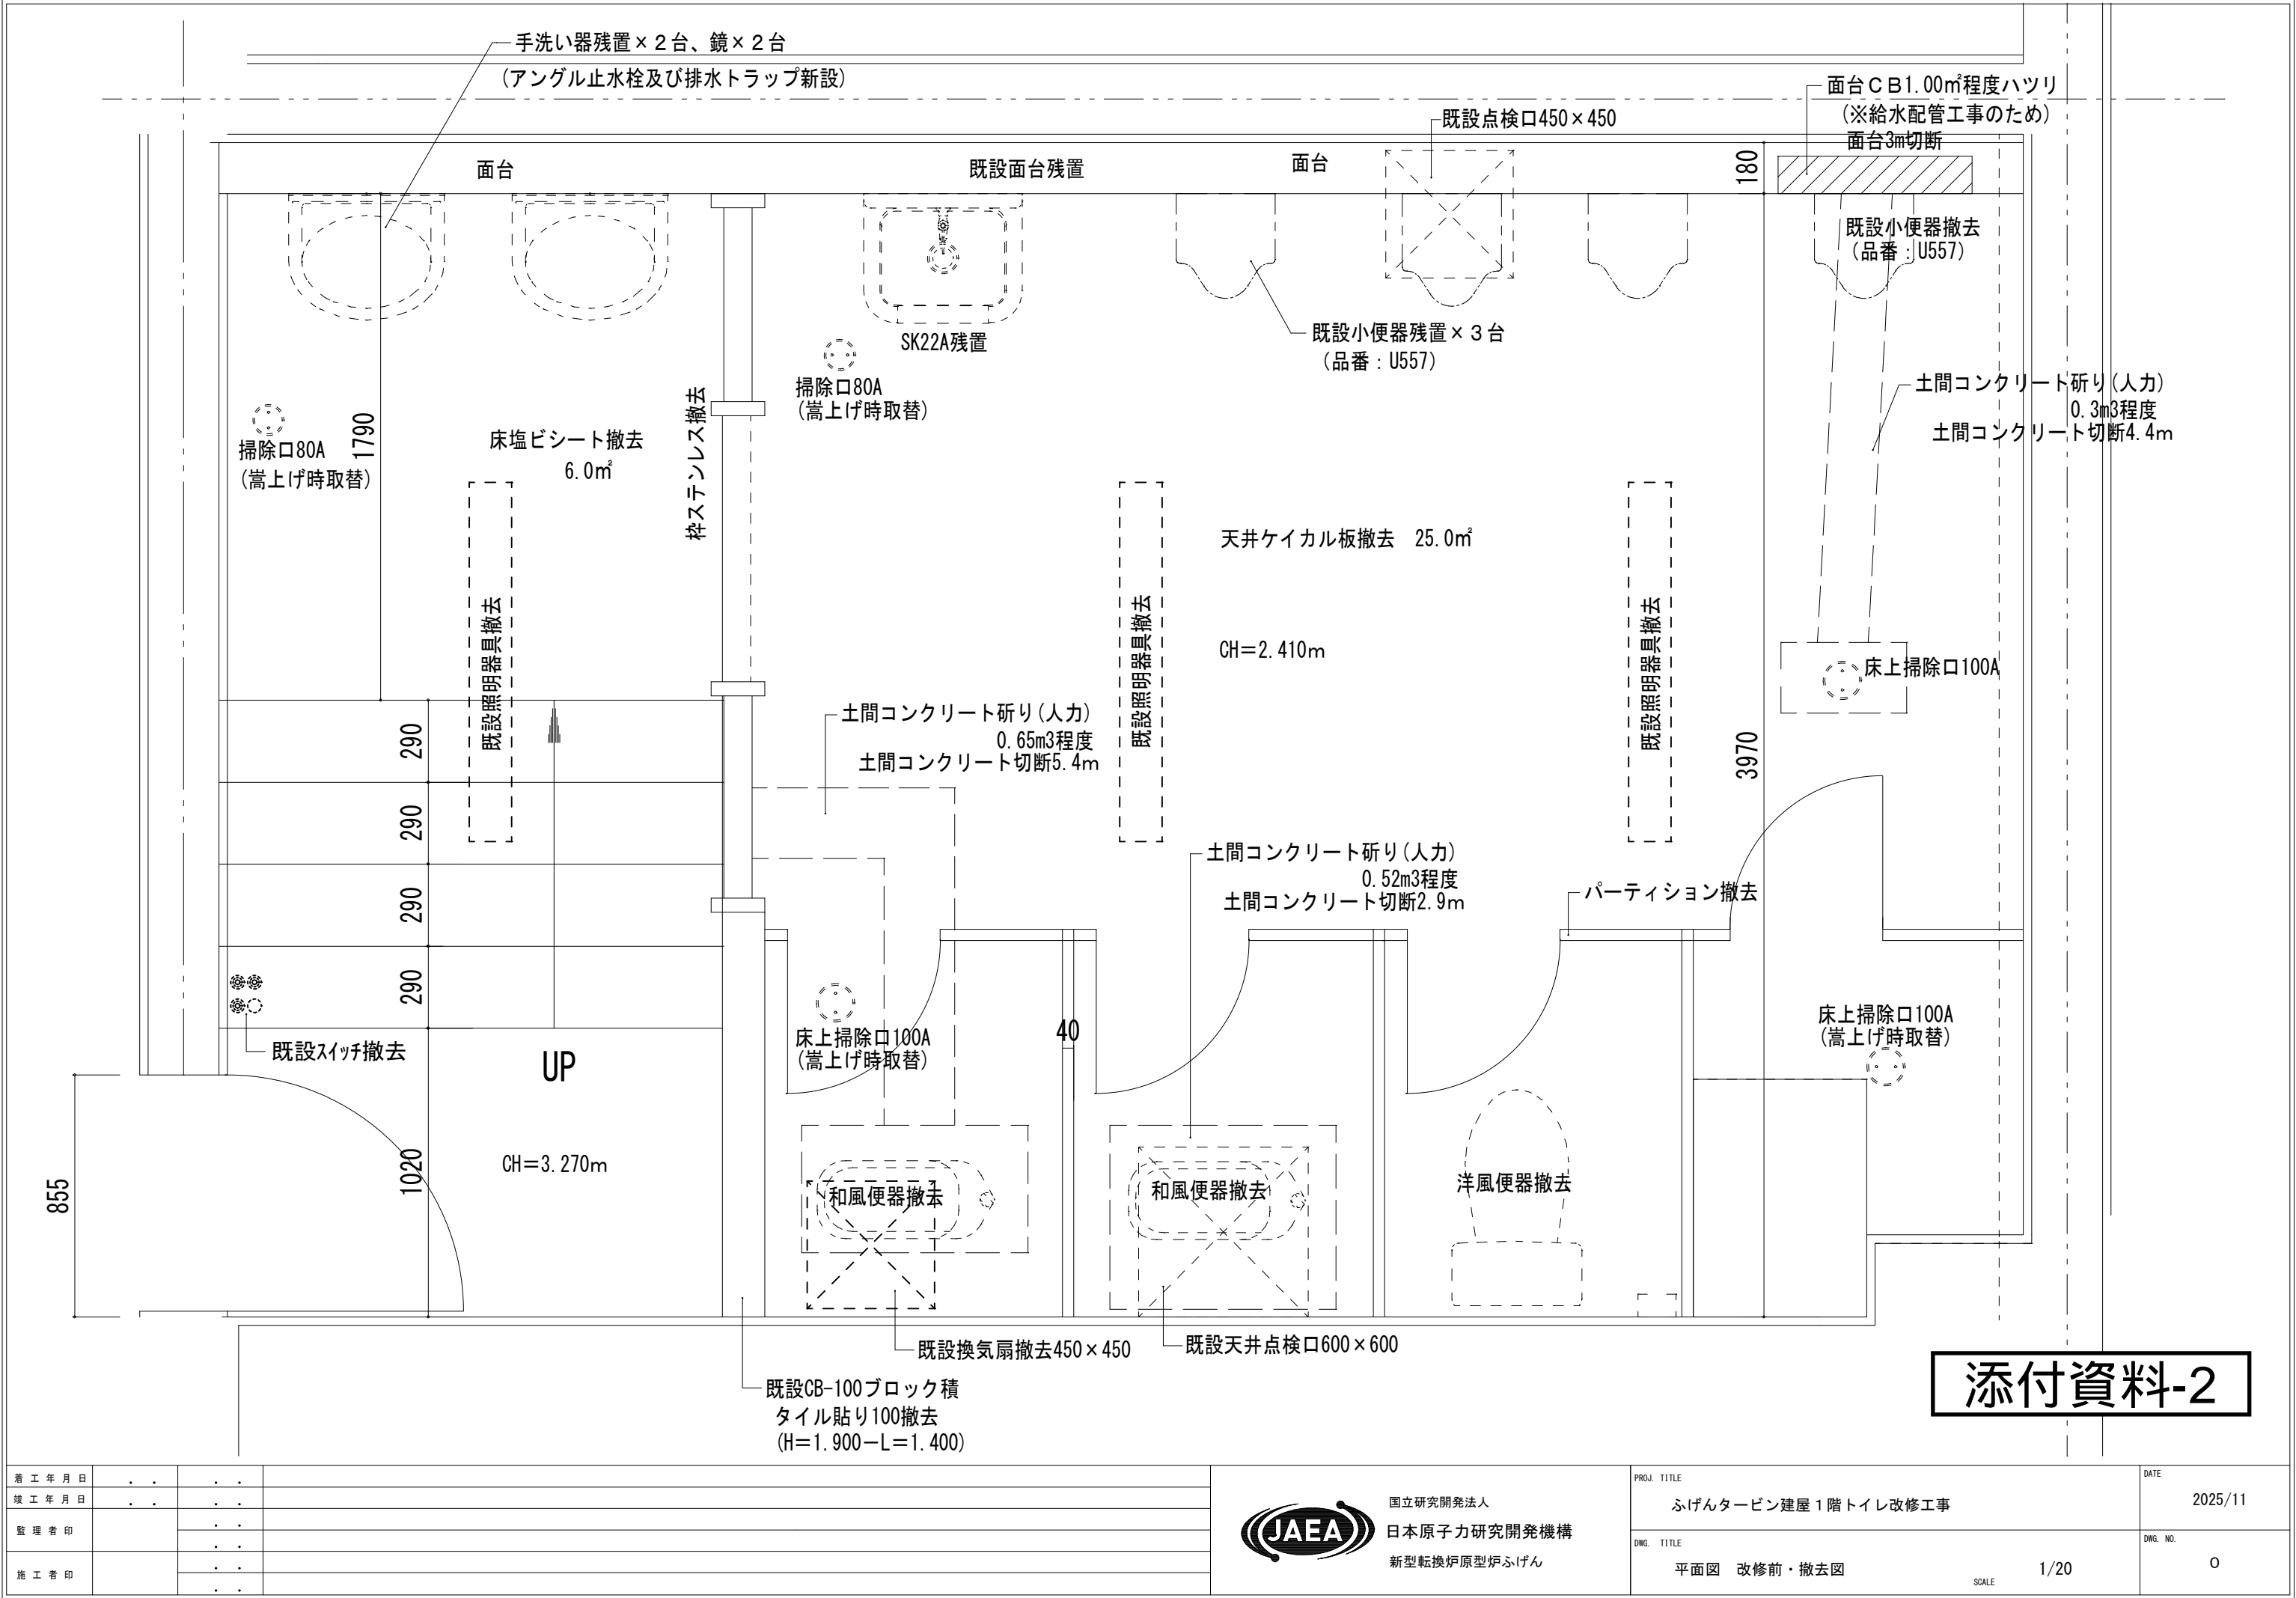 手洗い器残置×２台、鏡×２台
(アングル止水栓及び排水トラップ新設)
面台ＣＢ1.00㎡程度ハツリ
(※給水配管工事のため)
面台3m切断
既設点検口450×450
面台
既設面台残置
面台
180
既設小便器撤去
(品番：U557)
SK22A残置
既設小便器残置×３台
(品番：U557)
掃除口80A
(嵩上げ時取替)
掃除口80A
(嵩上げ時取替)
1790
床塩ビシート撤去
6.0㎡
枠ステンレス撤去
土間コンクリート斫り(人力)
0.3m3程度
土間コンクリート切断4.4m
天井ケイカル板撤去　25.0㎡
CH＝2.410m
既設照明器具撤去
既設照明器具撤去
既設照明器具撤去
床上掃除口100A
土間コンクリート斫り(人力)
0.65m3程度
土間コンクリート切断5.4m
290
290
290
290
3970
土間コンクリート斫り(人力)
0.52m3程度
土間コンクリート切断2.9m
パーティション撤去
床上掃除口100A
(嵩上げ時取替)
床上掃除口100A
(嵩上げ時取替)
40
既設ｽｲｯﾁ撤去
UP
CH＝3.270m
1020
855
和風便器撤去
和風便器撤去
洋風便器撤去
既設換気扇撤去450×450
既設天井点検口600×600
既設CB-100ブロック積
タイル貼り100撤去
(H＝1.900－L＝1.400)
添付資料-2
着工年月日
. .
. .
竣工年月日
. .
. .
監理者印
. .
. .
施工者印
. .
. .
JAEA
国立研究開発法人
日本原子力研究開発機構
新型転換炉原型炉ふげん
PROJ. TITLE
ふげんタービン建屋１階トイレ改修工事
DATE
2025/11
DWG. TITLE
平面図　改修前・撤去図
SCALE
1/20
DWG. NO.
O